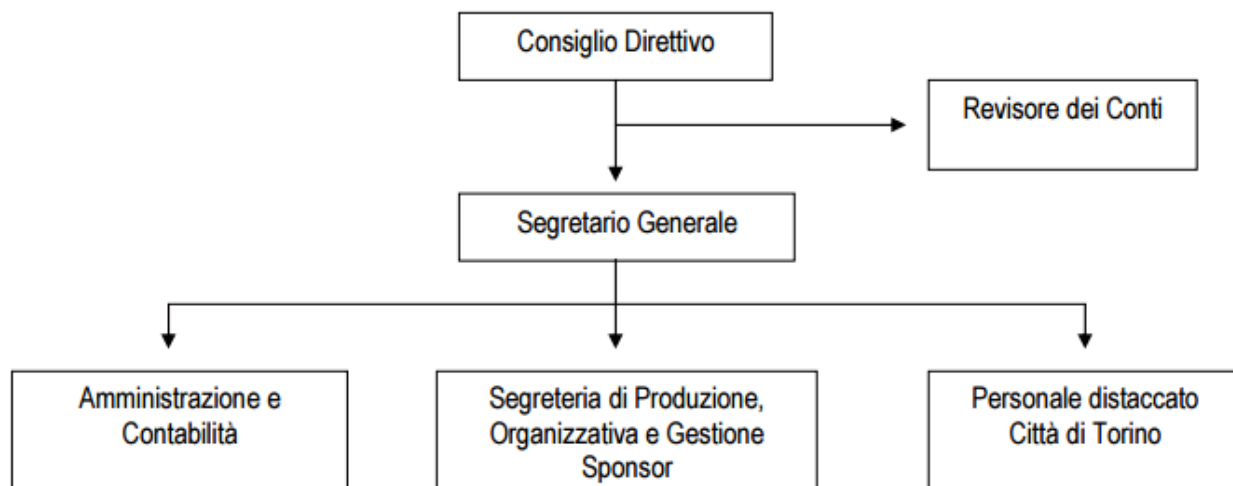 Consiglio Direttivo
Revisore dei Conti
Segretario Generale
Amministrazione e
Contabilità
Segreteria di Produzione,
Organizzativa e Gestione
Sponsor
Personale distaccato
Città di Torino